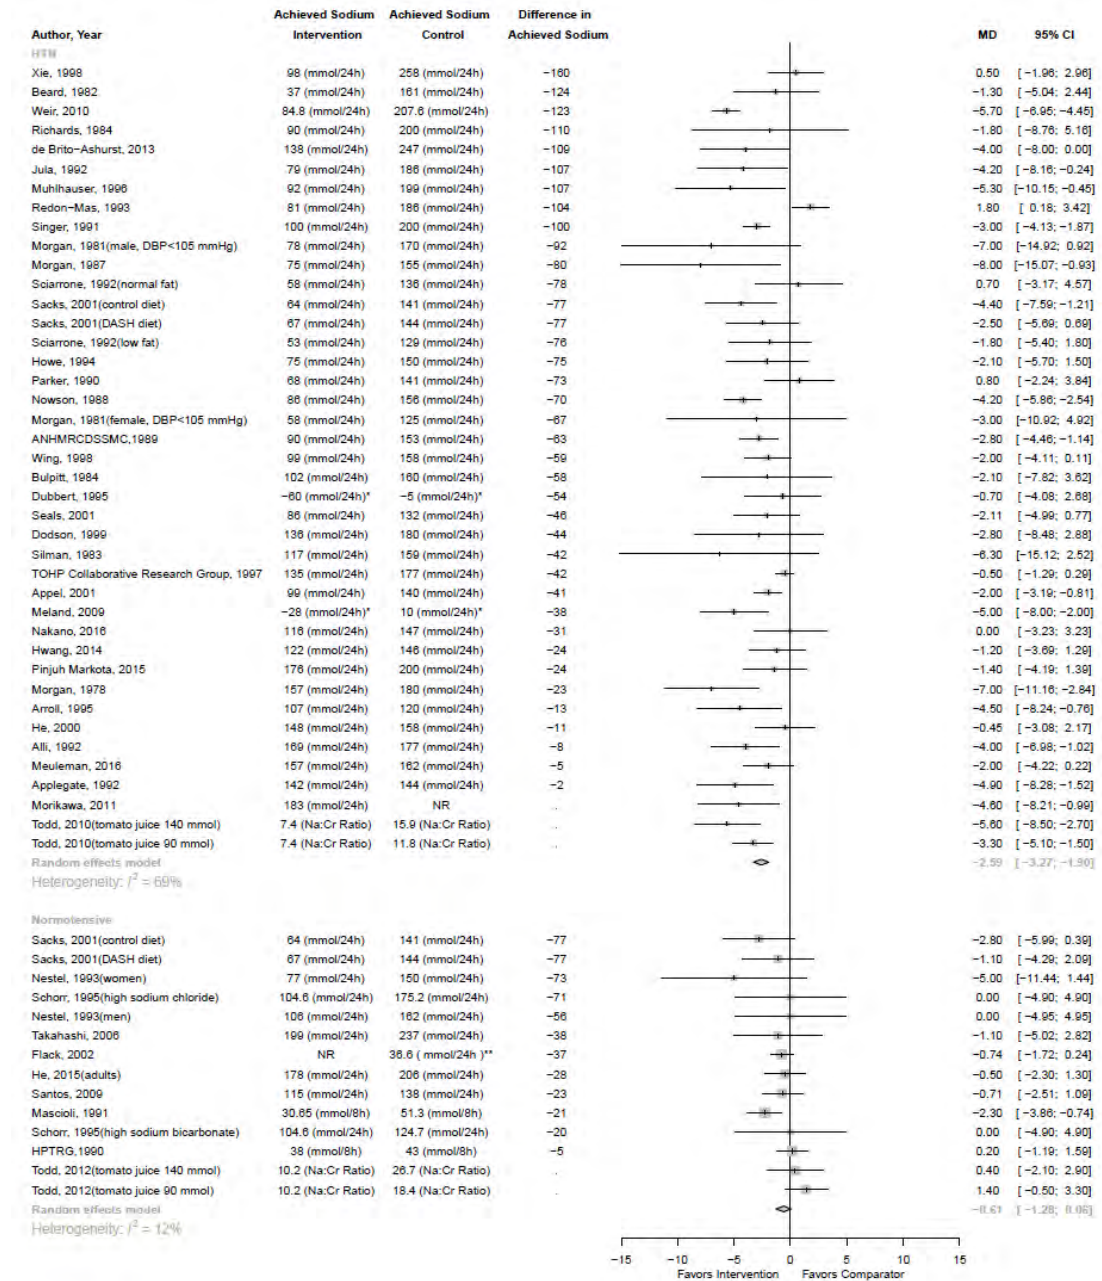 Achieved Sodium Achieved Sodium Difference in
Author, Year Intervention Control Achieved Sodium MD 95% CI
HTN
Xie, 1998 98 (mmol/24h) 258 (mmol/24h) −160 0.50 [ −1.96; 2.96]
Beard, 1982 37 (mmol/24h) 161 (mmol/24h) −124 −1.30 [ −5.04; 2.44]
Weir, 2010 84.8 (mmol/24h) 207.6 (mmol/24h) −123 −5.70 [ −6.95; −4.45]
Richards, 1984 90 (mmol/24h) 200 (mmol/24h) −110 −1.80 [ −8.76; 5.16]
de Brito−Ashurst, 2013 138 (mmol/24h) 247 (mmol/24h) −109 −4.00 [ −8.00; 0.00]
Jula, 1992 79 (mmol/24h) 186 (mmol/24h) −107 −4.20 [ −8.16; −0.24]
Muhlhauser, 1996 92 (mmol/24h) 199 (mmol/24h) −107 −5.30 [−10.15; −0.45]
Redon−Mas, 1993 81 (mmol/24h) 186 (mmol/24h) −104 1.80 [ 0.18; 3.42]
Singer, 1991 100 (mmol/24h) 200 (mmol/24h) −100 −3.00 [ −4.13; −1.87]
Morgan, 1981(male, DBP<105 mmHg) 78 (mmol/24h) 170 (mmol/24h) −92 −7.00 [−14.92; 0.92]
Morgan, 1987 75 (mmol/24h) 155 (mmol/24h) −80 −8.00 [−15.07; −0.93]
Sciarrone, 1992(normal fat) 58 (mmol/24h) 136 (mmol/24h) −78 0.70 [ −3.17; 4.57]
Sacks, 2001(control diet) 64 (mmol/24h) 141 (mmol/24h) −77 −4.40 [ −7.59; −1.21]
Sacks, 2001(DASH diet) 67 (mmol/24h) 144 (mmol/24h) −77 −2.50 [ −5.69; 0.69]
Sciarrone, 1992(low fat) 53 (mmol/24h) 129 (mmol/24h) −76 −1.80 [ −5.40; 1.80]
Howe, 1994 75 (mmol/24h) 150 (mmol/24h) −75 −2.10 [ −5.70; 1.50]
Parker, 1990 68 (mmol/24h) 141 (mmol/24h) −73 0.80 [ −2.24; 3.84]
Nowson, 1988 86 (mmol/24h) 156 (mmol/24h) −70 −4.20 [ −5.86; −2.54]
Morgan, 1981(female, DBP<105 mmHg) 58 (mmol/24h) 125 (mmol/24h) −67 −3.00 [−10.92; 4.92]
ANHMRCDSSMC,1989 90 (mmol/24h) 153 (mmol/24h) −63 −2.80 [ −4.46; −1.14]
Wing, 1998 99 (mmol/24h) 158 (mmol/24h) −59 −2.00 [ −4.11; 0.11]
Bulpitt, 1984 102 (mmol/24h) 160 (mmol/24h) −58 −2.10 [ −7.82; 3.62]
Dubbert, 1995 −60 (mmol/24h)* −5 (mmol/24h)* −54 −0.70 [ −4.08; 2.68]
Seals, 2001 86 (mmol/24h) 132 (mmol/24h) −46 −2.11 [ −4.99; 0.77]
Dodson, 1999 136 (mmol/24h) 180 (mmol/24h) −44 −2.80 [ −8.48; 2.88]
Silman, 1983 117 (mmol/24h) 159 (mmol/24h) −42 −6.30 [−15.12; 2.52]
TOHP Collaborative Research Group, 1997 135 (mmol/24h) 177 (mmol/24h) −42 −0.50 [ −1.29; 0.29]
Appel, 2001 99 (mmol/24h) 140 (mmol/24h) −41 −2.00 [ −3.19; −0.81]
Meland, 2009 −28 (mmol/24h)* 10 (mmol/24h)* −38 −5.00 [ −8.00; −2.00]
Nakano, 2016 116 (mmol/24h) 147 (mmol/24h) −31 0.00 [ −3.23; 3.23]
Hwang, 2014 122 (mmol/24h) 146 (mmol/24h) −24 −1.20 [ −3.69; 1.29]
Pinjuh Markota, 2015 176 (mmol/24h) 200 (mmol/24h) −24 −1.40 [ −4.19; 1.39]
Morgan, 1978 157 (mmol/24h) 180 (mmol/24h) −23 −7.00 [−11.16; −2.84]
Arroll, 1995 107 (mmol/24h) 120 (mmol/24h) −13 −4.50 [ −8.24; −0.76]
He, 2000 148 (mmol/24h) 158 (mmol/24h) −11 −0.45 [ −3.08; 2.17]
Alli, 1992 169 (mmol/24h) 177 (mmol/24h) −8 −4.00 [ −6.98; −1.02]
Meuleman, 2016 157 (mmol/24h) 162 (mmol/24h) −5 −2.00 [ −4.22; 0.22]
Applegate, 1992 142 (mmol/24h) 144 (mmol/24h) −2 −4.90 [ −8.28; −1.52]
Morikawa, 2011 183 (mmol/24h) NR . −4.60 [ −8.21; −0.99]
Todd, 2010(tomato juice 140 mmol) 7.4 (Na:Cr Ratio) 15.9 (Na:Cr Ratio) . −5.60 [ −8.50; −2.70]
Todd, 2010(tomato juice 90 mmol) 7.4 (Na:Cr Ratio) 11.8 (Na:Cr Ratio) . −3.30 [ −5.10; −1.50]
Random effects model −2.59 [ −3.27; −1.90]
Heterogeneity: I² = 69%
Normotensive
Sacks, 2001(control diet) 64 (mmol/24h) 141 (mmol/24h) −77 −2.80 [ −5.99; 0.39]
Sacks, 2001(DASH diet) 67 (mmol/24h) 144 (mmol/24h) −77 −1.10 [ −4.29; 2.09]
Nestel, 1993(women) 77 (mmol/24h) 150 (mmol/24h) −73 −5.00 [−11.44; 1.44]
Schorr, 1995(high sodium chloride) 104.6 (mmol/24h) 175.2 (mmol/24h) −71 0.00 [ −4.90; 4.90]
Nestel, 1993(men) 106 (mmol/24h) 162 (mmol/24h) −56 0.00 [ −4.95; 4.95]
Takahashi, 2006 199 (mmol/24h) 237 (mmol/24h) −38 −1.10 [ −5.02; 2.82]
Flack, 2002 NR 36.6 ( mmol/24h )** −37 −0.74 [ −1.72; 0.24]
He, 2015(adults) 178 (mmol/24h) 206 (mmol/24h) −28 −0.50 [ −2.30; 1.30]
Santos, 2009 115 (mmol/24h) 138 (mmol/24h) −23 −0.71 [ −2.51; 1.09]
Mascioli, 1991 30.65 (mmol/8h) 51.3 (mmol/8h) −21 −2.30 [ −3.86; −0.74]
Schorr, 1995(high sodium bicarbonate) 104.6 (mmol/24h) 124.7 (mmol/24h) −20 0.00 [ −4.90; 4.90]
HPTRG,1990 38 (mmol/8h) 43 (mmol/8h) −5 0.20 [ −1.19; 1.59]
Todd, 2012(tomato juice 140 mmol) 10.2 (Na:Cr Ratio) 26.7 (Na:Cr Ratio) . 0.40 [ −2.10; 2.90]
Todd, 2012(tomato juice 90 mmol) 10.2 (Na:Cr Ratio) 18.4 (Na:Cr Ratio) . 1.40 [ −0.50; 3.30]
Random effects model −0.61 [ −1.28; 0.06]
Heterogeneity: I² = 12%
−15 −10 −5 0 5 10 15
Favors Intervention Favors Comparator